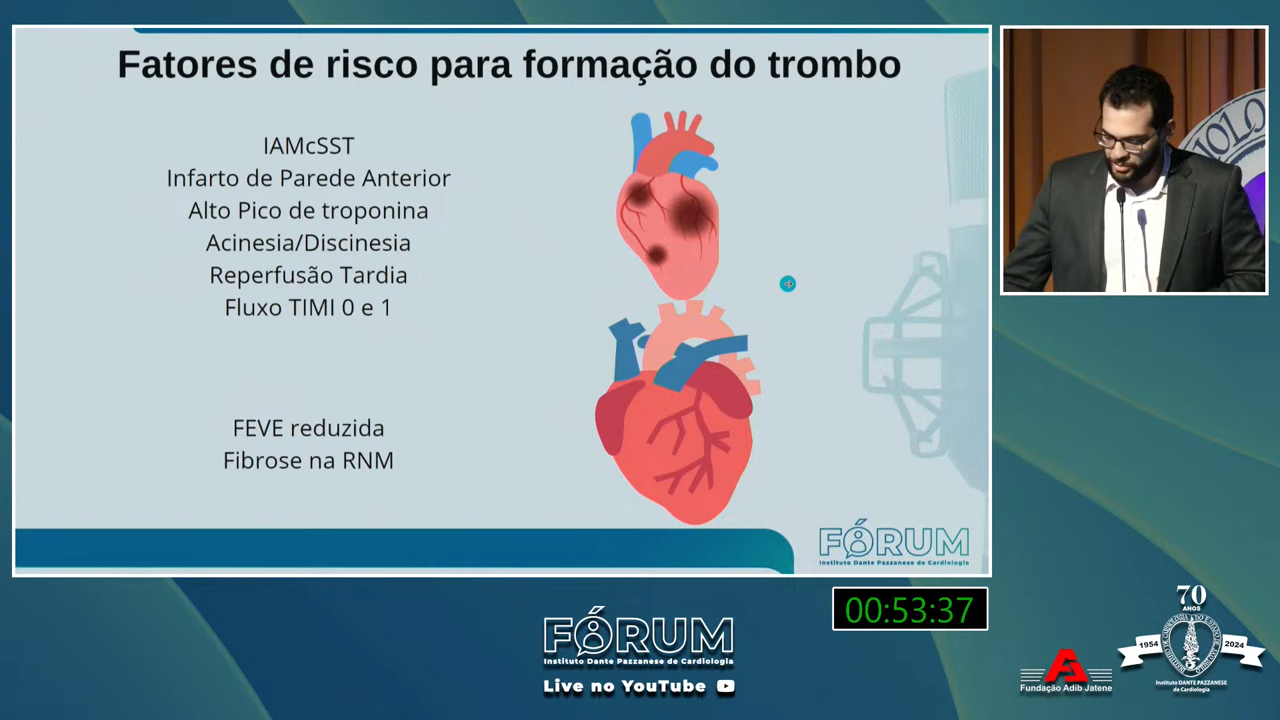 Fatores de risco para formação do trombo
IAMcSST
Infarto de Parede Anterior
Alto Pico de troponina
Acinesia/Discinesia
Reperfusão Tardia
Fluxo TIMI 0 e 1
FEVE reduzida
Fibrose na RNM
FÓRUM
Instituto Dante Pazzanese de Cardiologia
00:53:37
FÓRUM
Instituto Dante Pazzanese de Cardiologia
Live no YouTube
Fundação Adib Jatene
70
ANOS
1954
2024
Instituto DANTE PAZZANESE
de Cardiologia